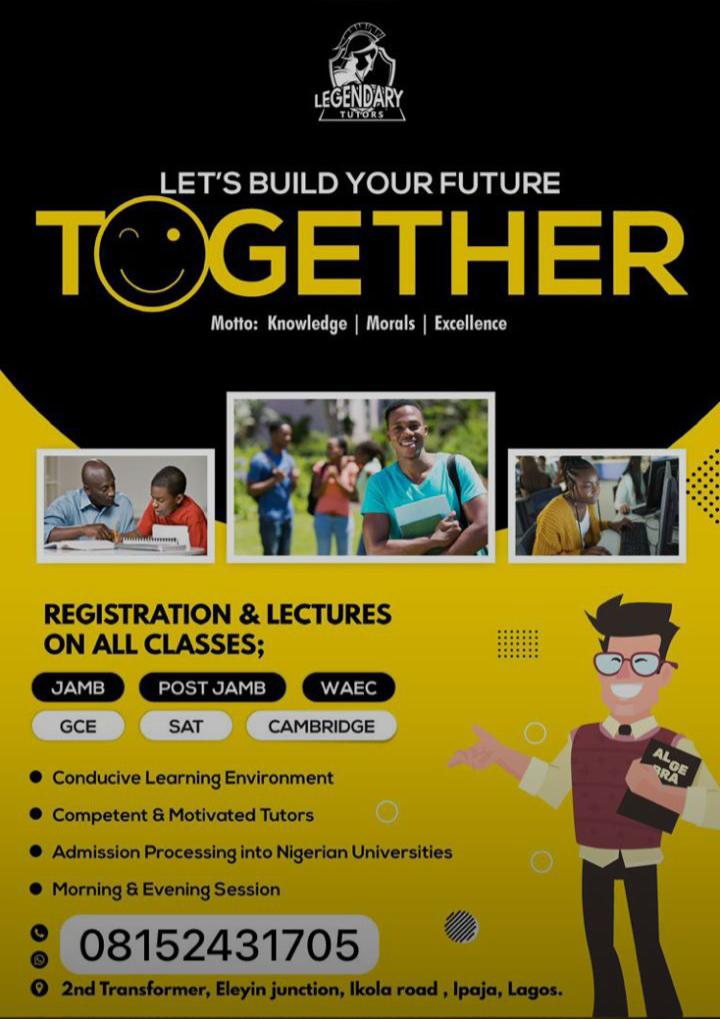 LEGENDARY
TUTORS
LET'S BUILD YOUR FUTURE
TOGETHER
Motto: Knowledge | Morals | Excellence
REGISTRATION & LECTURES
ON ALL CLASSES;
JAMB POST JAMB WAEC
GCE SAT CAMBRIDGE
Conducive Learning Environment
Competent & Motivated Tutors
Admission Processing into Nigerian Universities
Morning & Evening Session
ALGE
BRA
08152431705
2nd Transformer, Eleyin junction, Ikola road , Ipaja, Lagos.